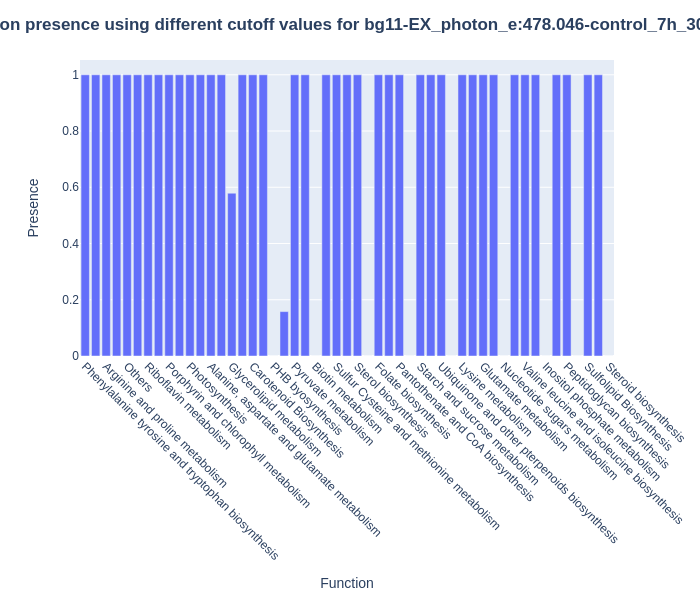 on presence using different cutoff values for bg11-EX_photon_e:478.046-control_7h_30
1
0.8
0.6
0.4
0.2
0
Presence
Phenylalanine tyrosine and tryptophan biosynthesis
Arginine and proline metabolism
Others
Riboflavin metabolism
Porphyrin and chlorophyll metabolism
Photosynthesis
Alanine, aspartate and glutamate metabolism
Glycerolipid metabolism
Carotenoid Biosynthesis
PHB byosynthesis
Pyruvate metabolism
Biotin metabolism
Sulfur Cysteine and methionine metabolism
Sterol biosynthesis
Folate biosynthesis
Pantothenate and CoA biosynthesis
Starch and sucrose metabolism
Ubiquinone and other pterpenoids biosynthesis
Lysine metabolism
Glutamate metabolism
Nucleotide sugars metabolism
Valine leucine and isoleucine biosynthesis
Inositol phosphate metabolism
Peptidoglycan biosynthesis
Sulfolipid Biosynthesis
Steroid biosynthesis
Function